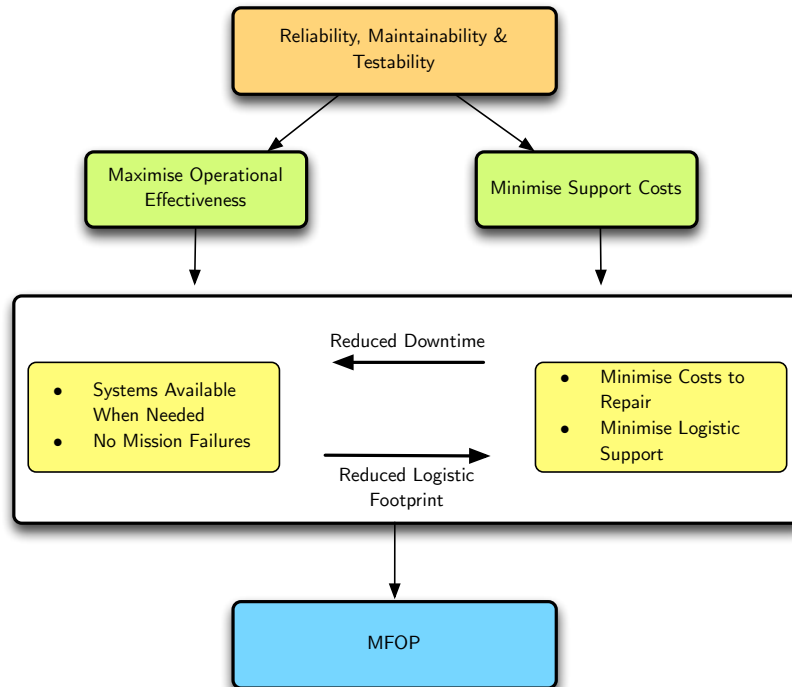 Reliability, Maintainability &
Testability
Maximise Operational
Effectiveness
Minimise Support Costs
Reduced Downtime
● Systems Available
When Needed
● No Mission Failures
● Minimise Costs to
Repair
● Minimise Logistic
Support
Reduced Logistic
Footprint
MFOP